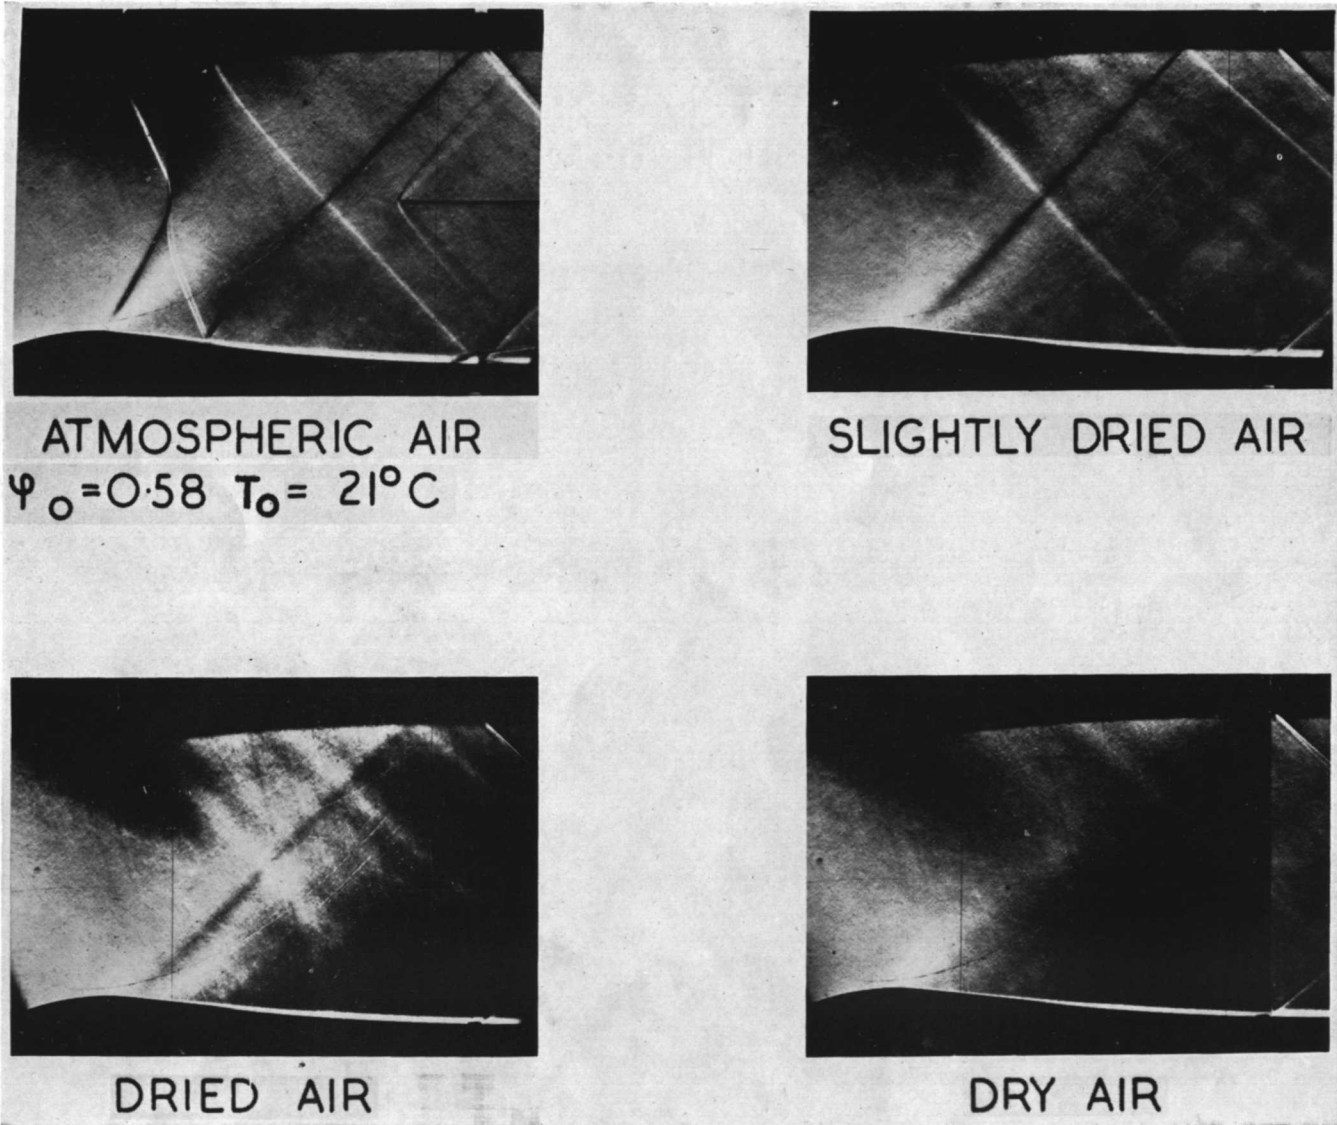 ATMOSPHERIC AIR
φ₀=0·58 T₀= 21°C
SLIGHTLY DRIED AIR
DRIED AIR
DRY AIR